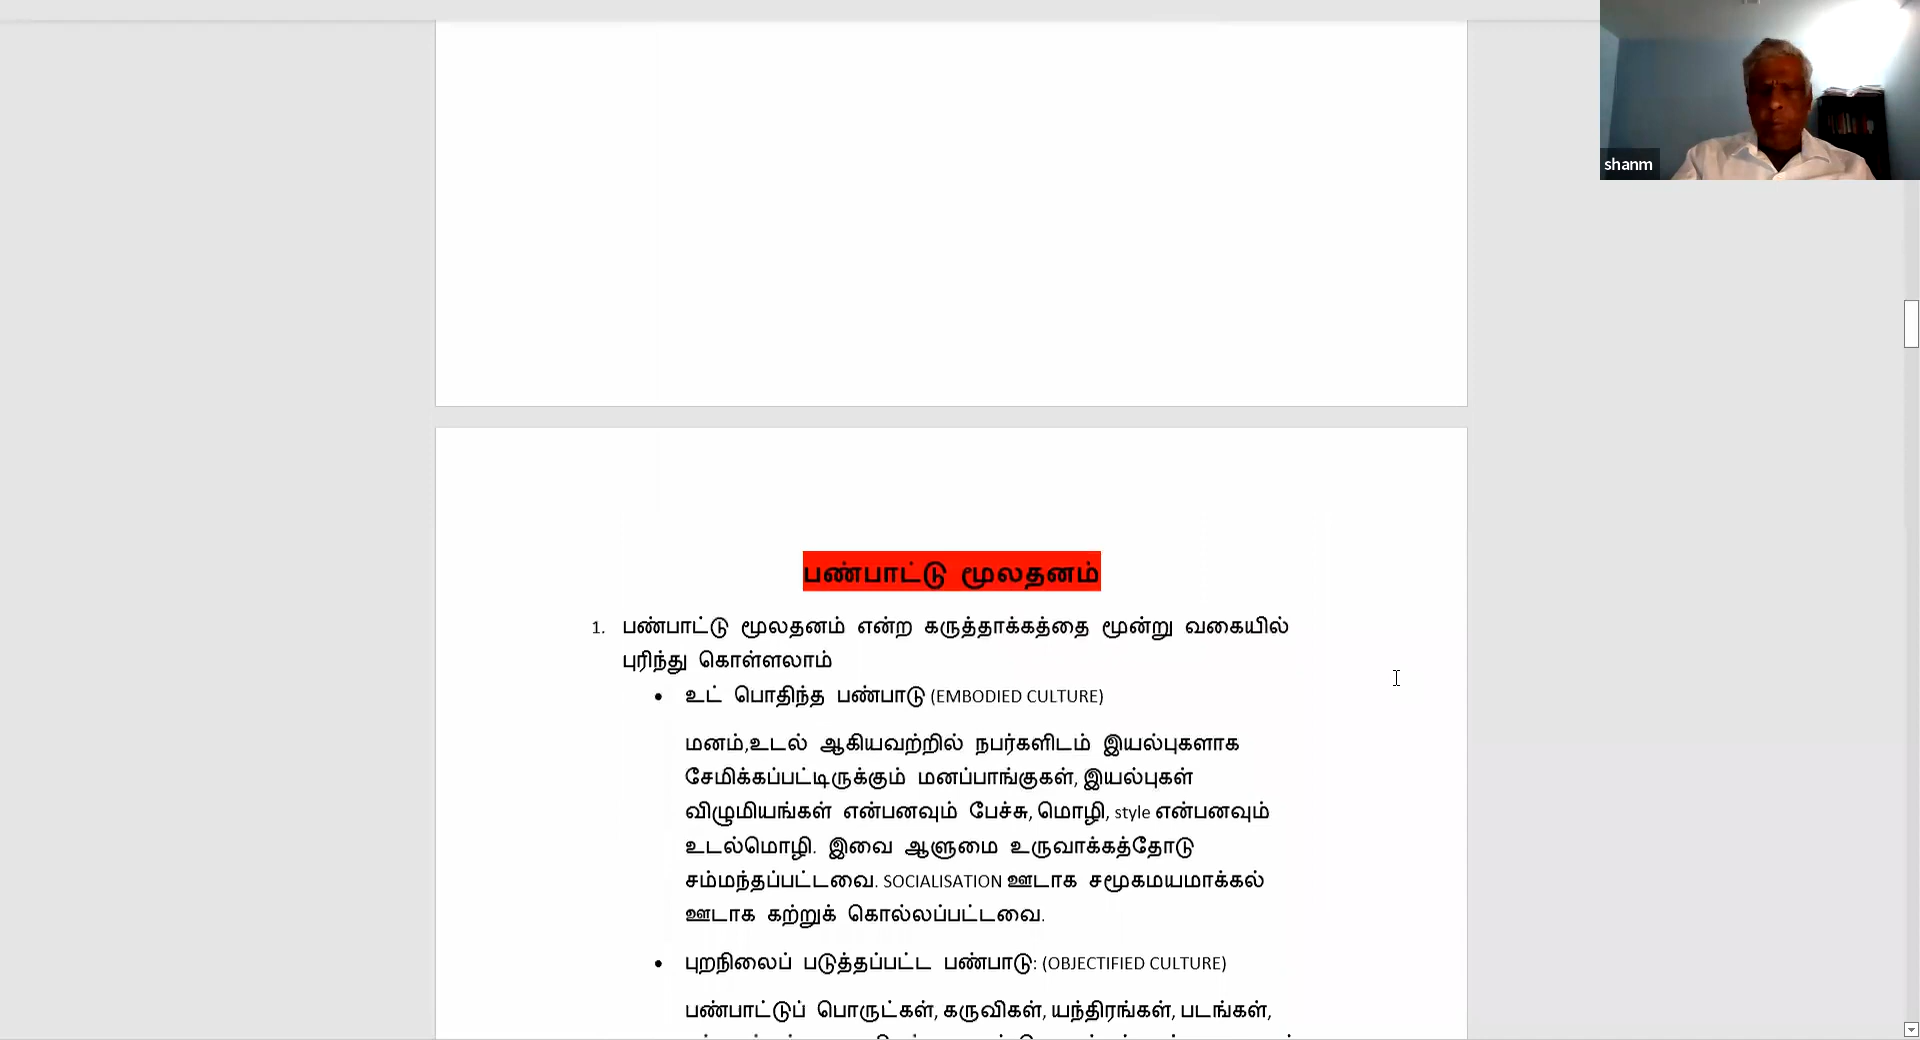 shanm
பண்பாட்டு மூலதனம்
1. பண்பாட்டு மூலதனம் என்ற கருத்தாக்கத்தை மூன்று வகையில்
புரிந்து கொள்ளலாம்
• உட் பொதிந்த பண்பாடு (EMBODIED CULTURE)
மனம்,உடல் ஆகியவற்றில் நபர்களிடம் இயல்புகளாக
சேமிக்கப்பட்டிருக்கும் மனப்பாங்குகள், இயல்புகள்
விழுமியங்கள் என்பனவும் பேச்சு, மொழி, style என்பனவும்
உடல்மொழி. இவை ஆளுமை உருவாக்கத்தோடு
சம்மந்தப்பட்டவை. SOCIALISATION ஊடாக சமூகமயமாக்கல்
ஊடாக கற்றுக் கொல்லப்பட்டவை.
• புறநிலைப் படுத்தப்பட்ட பண்பாடு: (OBJECTIFIED CULTURE)
பண்பாட்டுப் பொருட்கள், கருவிகள், யந்திரங்கள், படங்கள்,